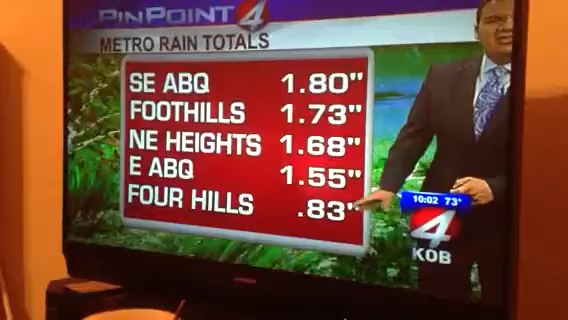 PINPOINT 4
METRO RAIN TOTALS
SE ABQ 1.80"
FOOTHILLS 1.73"
NE HEIGHTS 1.68"
E ABQ 1.55"
FOUR HILLS .83"
10:02 73°
4
KOB